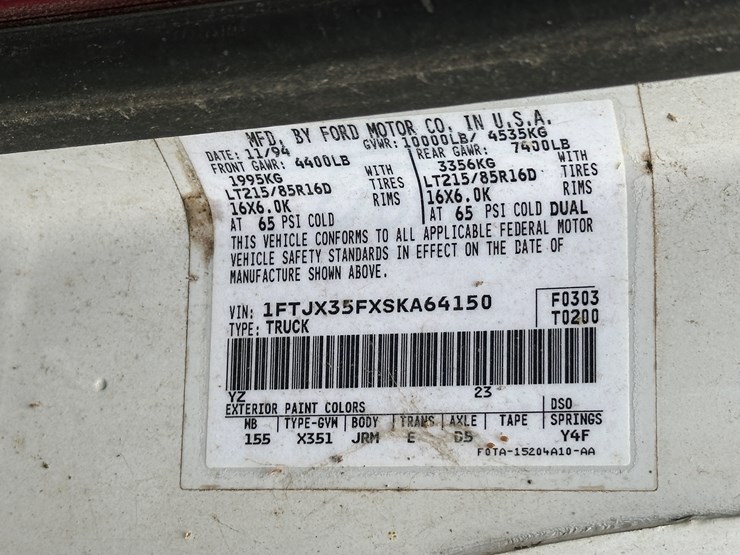 MFD. BY FORD MOTOR CO. IN U.S.A.
DATE: 11/94 GVWR: 10000LB/ 4535KG
FRONT GAWR: 4400LB REAR GAWR: 7400LB
1995KG WITH 3356KG WITH
LT215/85R16D TIRES LT215/85R16D TIRES
16X6.0K RIMS 16X6.0K RIMS
AT 65 PSI COLD AT 65 PSI COLD DUAL
THIS VEHICLE CONFORMS TO ALL APPLICABLE FEDERAL MOTOR
VEHICLE SAFETY STANDARDS IN EFFECT ON THE DATE OF
MANUFACTURE SHOWN ABOVE.
VIN: 1FTJX35FXSKA64150 F0303
TYPE: TRUCK T0200
YZ 23
EXTERIOR PAINT COLORS DSO
WB TYPE-GVW BODY TRANS AXLE TAPE SPRINGS
155 X351 JRM E D5 Y4F
F0TA-15204A10-AA